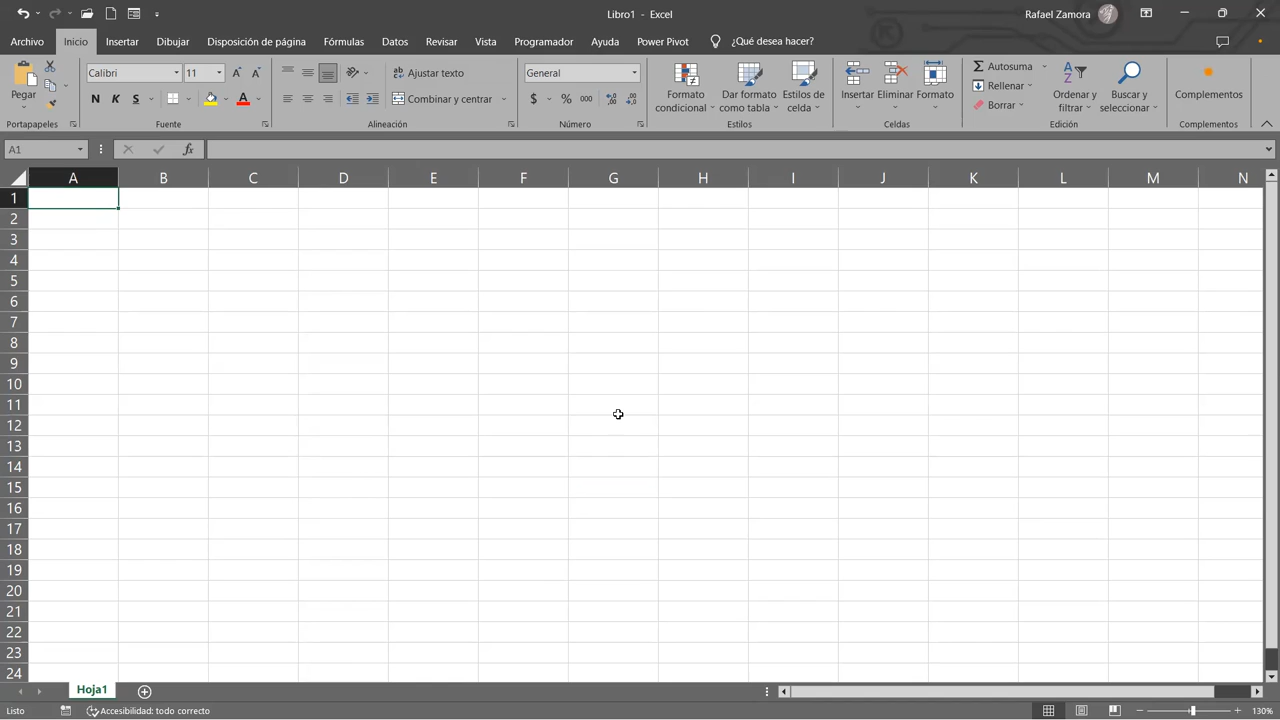 Libro1 - Excel
Rafael Zamora
Archivo Inicio Insertar Dibujar Disposición de página Fórmulas Datos Revisar Vista Programador Ayuda Power Pivot ¿Qué desea hacer?
Pegar
Portapapeles
Calibri 11
N K S
Fuente
Ajustar texto
Combinar y centrar
Alineación
General
$ % 000
Número
Formato condicional
Dar formato como tabla
Estilos de celda
Estilos
Insertar Eliminar Formato
Celdas
Autosuma
Rellenar
Borrar
Ordenar y filtrar
Buscar y seleccionar
Edición
Complementos
Complementos
A1 fx
A B C D E F G H I J K L M N
1
2
3
4
5
6
7
8
9
10
11
12
13
14
15
16
17
18
19
20
21
22
23
24
Hoja1
Listo Accesibilidad: todo correcto 130%